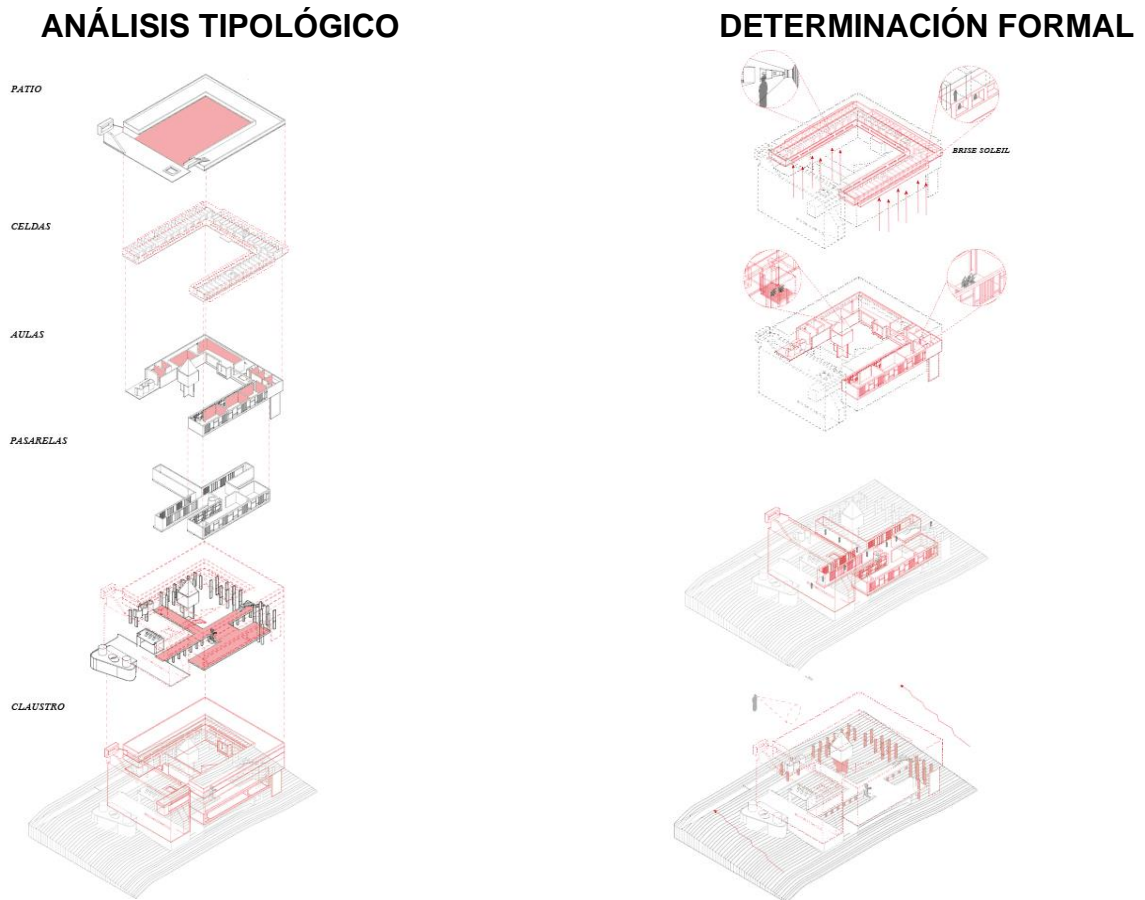 ANÁLISIS TIPOLÓGICO
DETERMINACIÓN FORMAL
PATIO
CELDAS
AULAS
PASARELAS
CLAUSTRO
BRISE SOLEIL